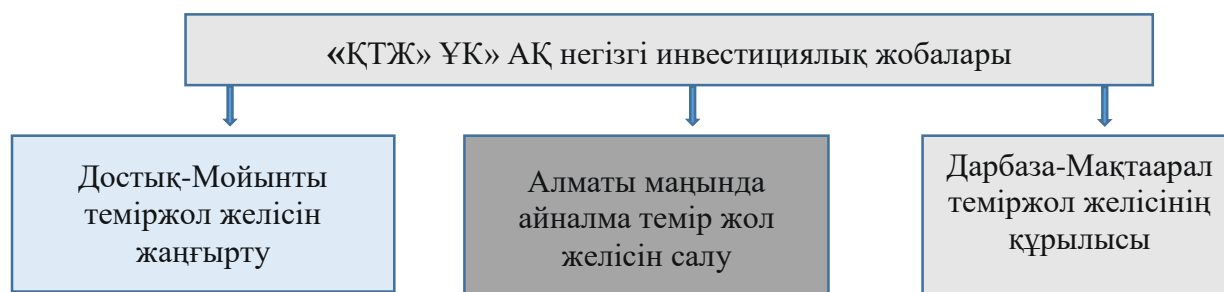 «ҚТЖ» ҰК» АҚ негізгі инвестициялық жобалары
Достық-Мойынты
теміржол желісін
жаңғырту
Алматы маңында
айналма темір жол
желісін салу
Дарбаза-Мақтаарал
теміржол желісінің
құрылысы